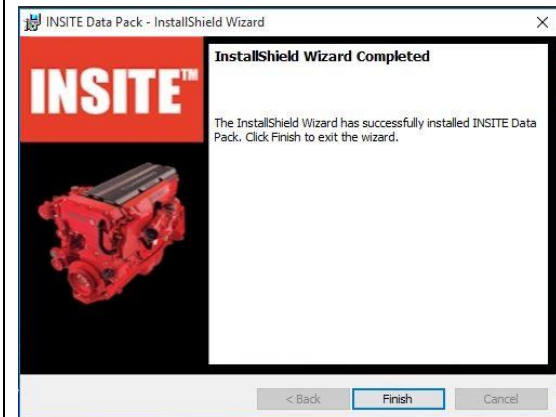 INSITE Data Pack - InstallShield Wizard
INSITE™
InstallShield Wizard Completed
The InstallShield Wizard has successfully installed INSITE Data
Pack. Click Finish to exit the wizard.
< Back
Finish
Cancel